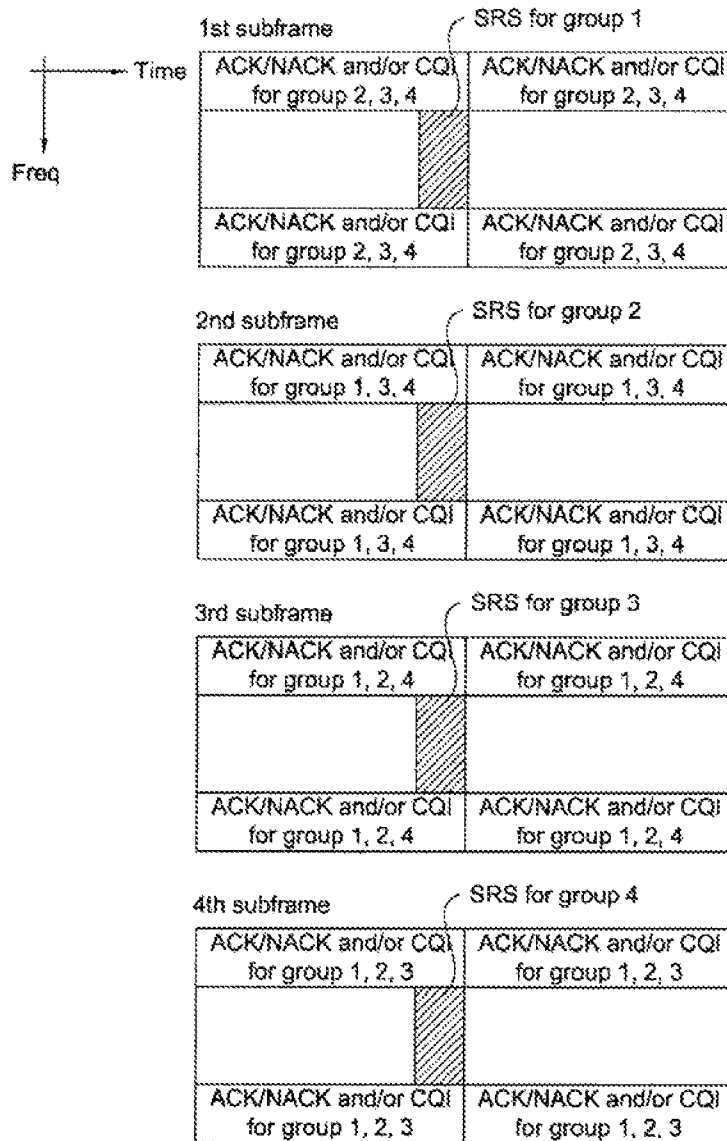 1st subframe
SRS for group 1
Time
Freq
ACK/NACK and/or CQI
for group 2, 3, 4
ACK/NACK and/or CQI
for group 2, 3, 4
ACK/NACK and/or CQI
for group 2, 3, 4
ACK/NACK and/or CQI
for group 2, 3, 4
2nd subframe
SRS for group 2
ACK/NACK and/or CQI
for group 1, 3, 4
ACK/NACK and/or CQI
for group 1, 3, 4
ACK/NACK and/or CQI
for group 1, 3, 4
ACK/NACK and/or CQI
for group 1, 3, 4
3rd subframe
SRS for group 3
ACK/NACK and/or CQI
for group 1, 2, 4
ACK/NACK and/or CQI
for group 1, 2, 4
ACK/NACK and/or CQI
for group 1, 2, 4
ACK/NACK and/or CQI
for group 1, 2, 4
4th subframe
SRS for group 4
ACK/NACK and/or CQI
for group 1, 2, 3
ACK/NACK and/or CQI
for group 1, 2, 3
ACK/NACK and/or CQI
for group 1, 2, 3
ACK/NACK and/or CQI
for group 1, 2, 3